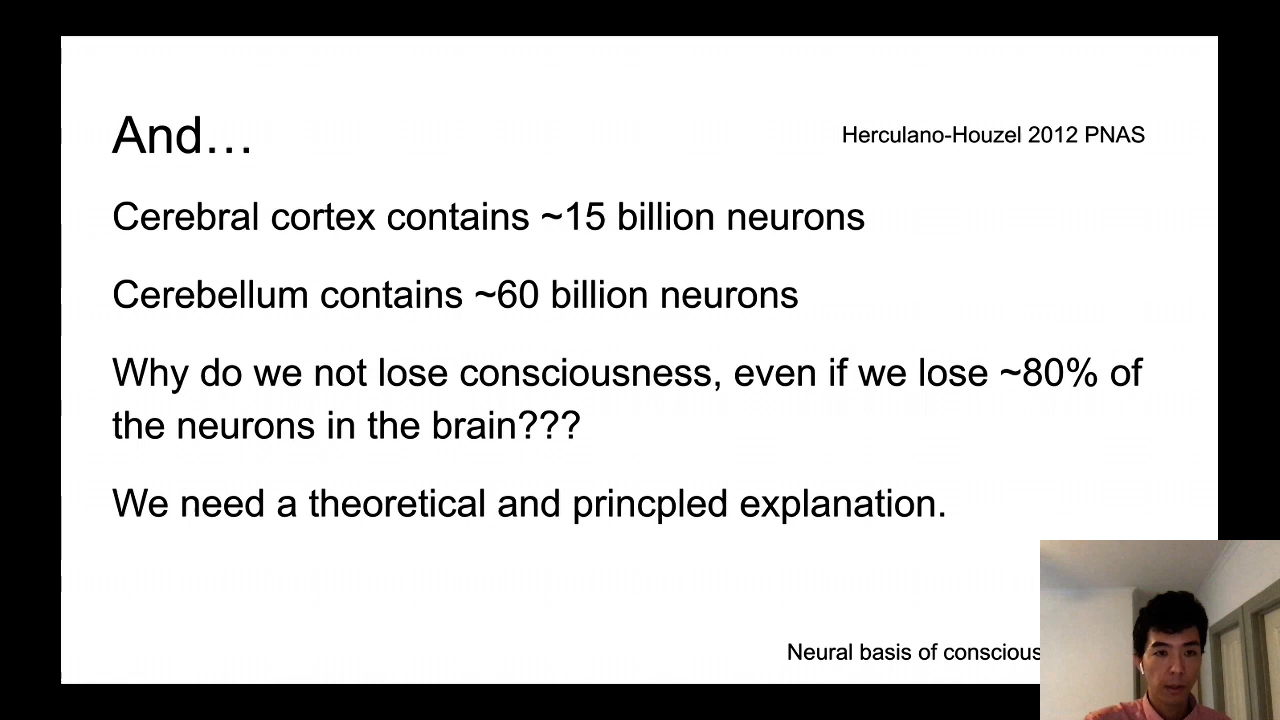 And…
Herculano-Houzel 2012 PNAS
Cerebral cortex contains ~15 billion neurons
Cerebellum contains ~60 billion neurons
Why do we not lose consciousness, even if we lose ~80% of
the neurons in the brain???
We need a theoretical and princpled explanation.
Neural basis of